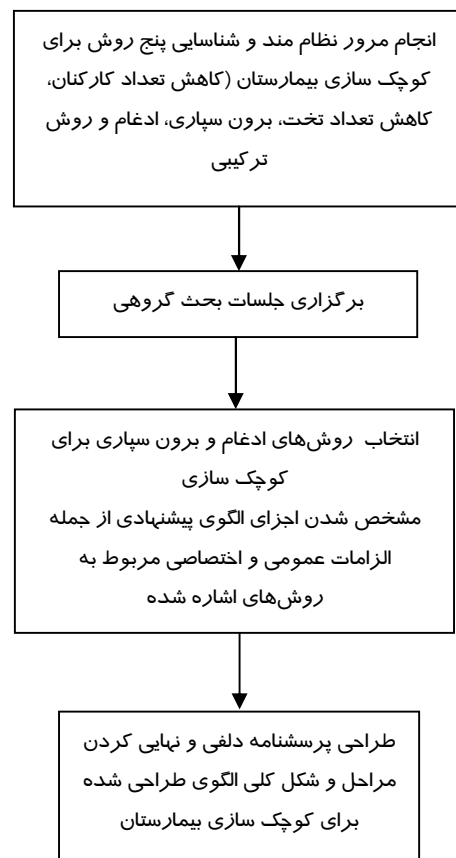 انجام مرور نظام مند و شناسایی پنج روش برای
کوچک سازی بیمارستان (کاهش تعداد کارکنان،
کاهش تعداد تخت، برون سپاری، ادغام و روش
ترکیبی
برگزاری جلسات بحث گروهی
انتخاب روش‌های ادغام و برون سپاری برای
کوچک سازی
مشخص شدن اجزای الگوی پیشنهادی از جمله
الزامات عمومی و اختصاصی مربوط به
روش‌های اشاره شده
طراحی پرسشنامه دلفی و نهایی کردن
مراحل و شکل کلی الگوی طراحی شده
برای کوچک سازی بیمارستان